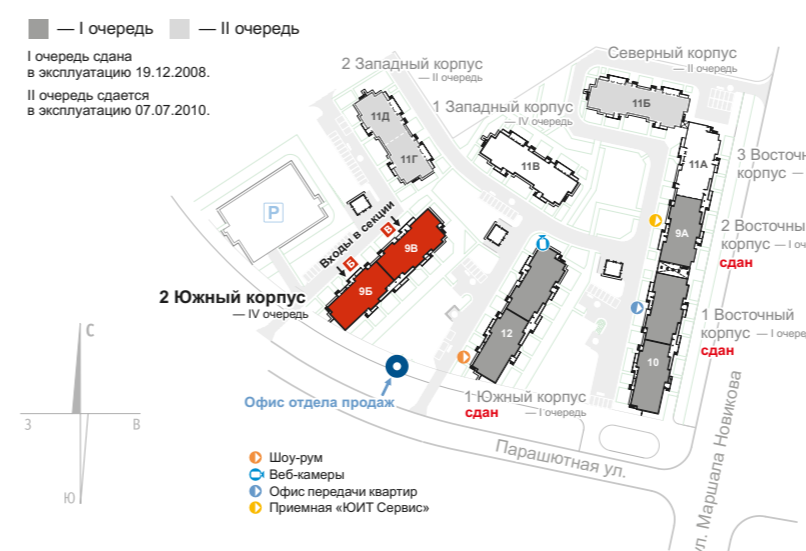 — I очередь
— II очередь
I очередь сдана
в эксплуатацию 19.12.2008.
II очередь сдается
в эксплуатацию 07.07.2010.
2 Западный корпус
— II очередь
Северный корпус
— II очередь
1 Западный корпус
— IV очередь
11Д
11Г
11В
11Б
11А
3 Восточн
корпус —
P
Входы в секции
Б
В
9В
9Б
9А
2 Восточны
корпус — I оч
сдан
2 Южный корпус
— IV очередь
12
10
1 Восточный
корпус — I очере
сдан
1 Южный корпус
сдан — I очередь
Офис отдела продаж
С
З
В
Ю
Парашютная ул.
ул. Маршала Новикова
Шоу-рум
Веб-камеры
Офис передачи квартир
Приемная «ЮИТ Сервис»